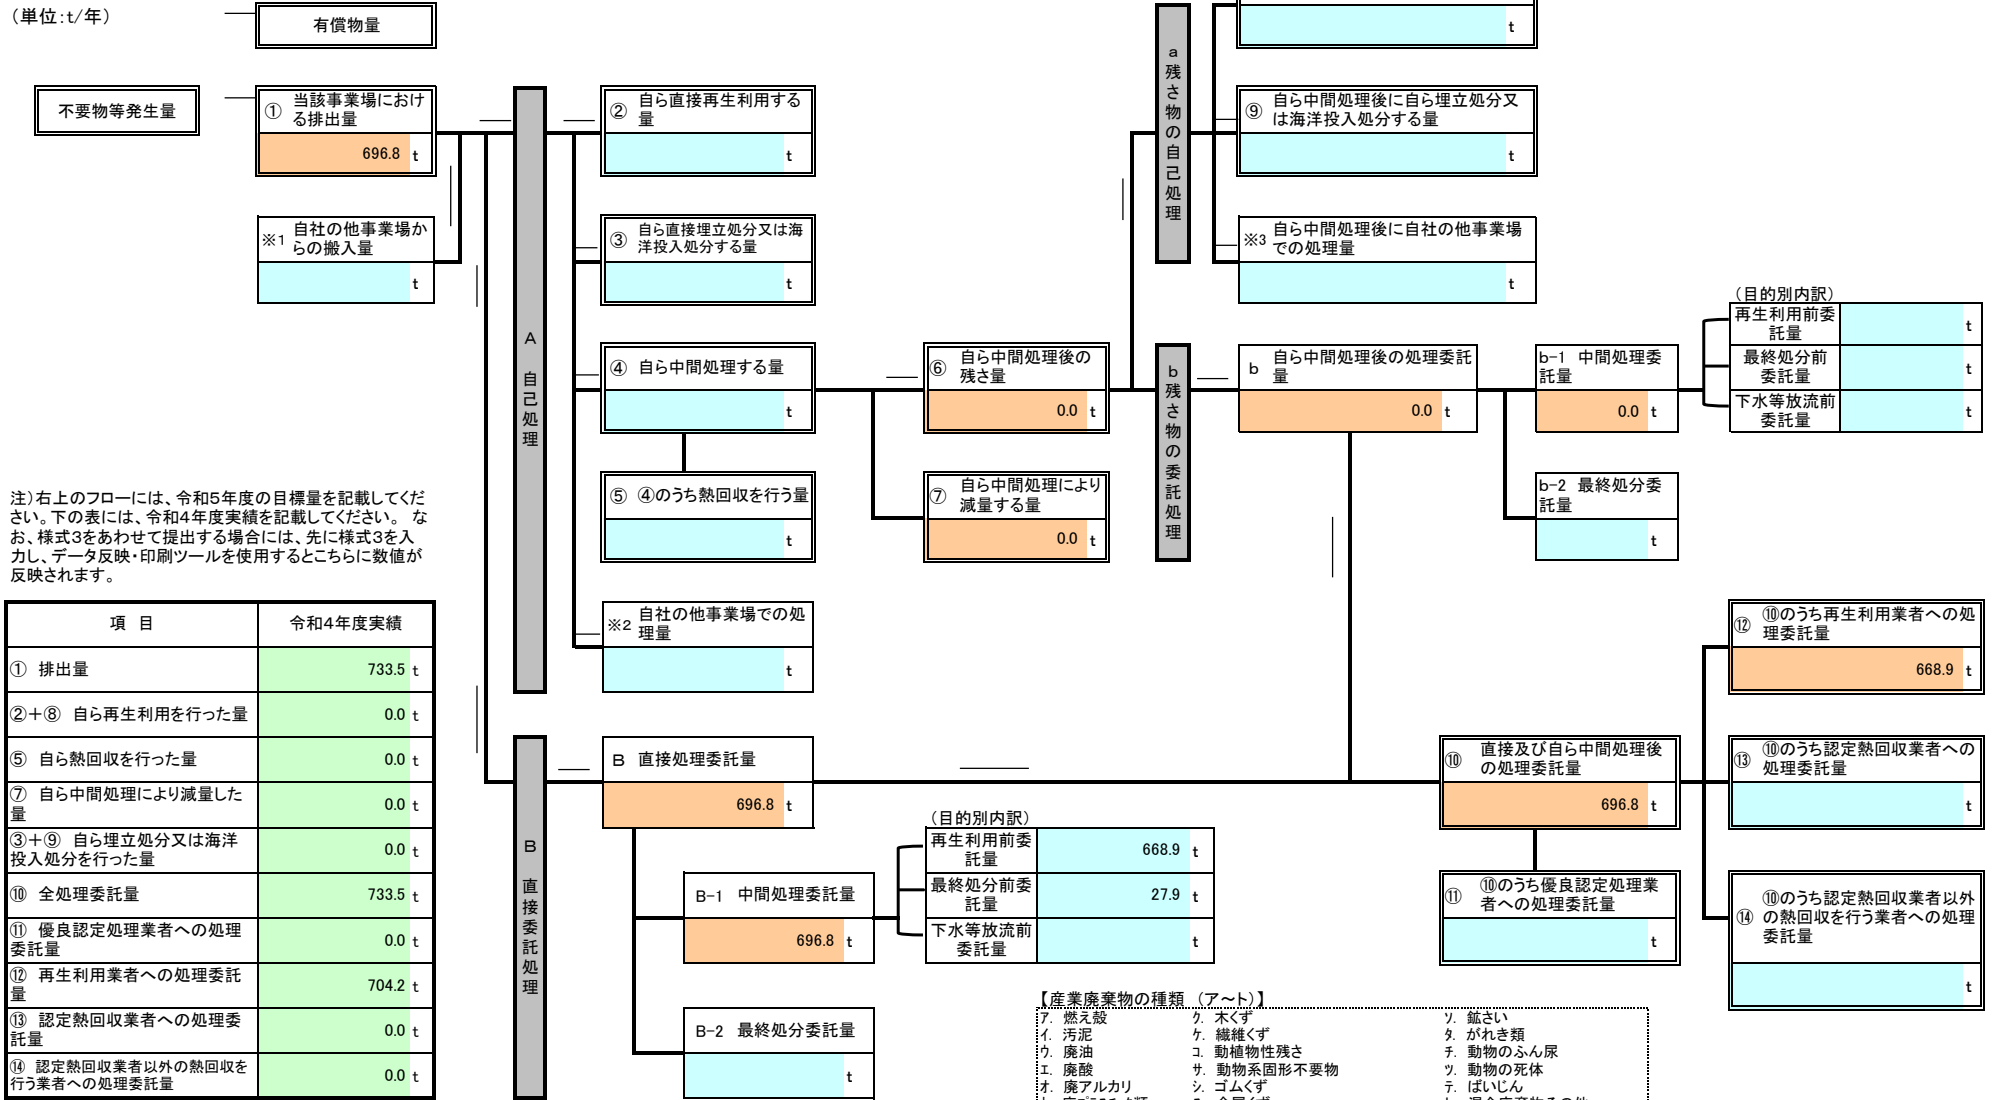 （単位：t/年）
有償物量
不要物等発生量
① 当該事業場におけ
る排出量
696.8 t
※1 自社の他事業場か
らの搬入量
t
A 自己処理
② 自ら直接再生利用する
量
t
③ 自ら直接埋立処分又は海
洋投入処分する量
t
④ 自ら中間処理する量
t
⑤ ④のうち熱回収を行う量
t
※2 自社の他事業場での処
理量
t
⑥ 自ら中間処理後の
残さ量
0.0 t
⑦ 自ら中間処理により
減量する量
0.0 t
a 残さ物の自己処理
t
⑨ 自ら中間処理後に自ら埋立処分又
は海洋投入処分する量
t
※3 自ら中間処理後に自社の他事業場
での処理量
t
b 残さ物の委託処理
b 自ら中間処理後の処理委託
量
0.0 t
b-1 中間処理委
託量
0.0 t
b-2 最終処分委
託量
t
（目的別内訳）
再生利用前委
託量
t
最終処分前
委託量
t
下水等放流前
委託量
t
注）右上のフローには、令和5年度の目標量を記載してくだ
さい。下の表には、令和4年度実績を記載してください。 な
お、様式3をあわせて提出する場合には、先に様式3を入
力し、データ反映・印刷ツールを使用するとこちらに数値が
反映されます。
項 目 令和4年度実績
① 排出量 733.5 t
②＋⑧ 自ら再生利用を行った量 0.0 t
⑤ 自ら熱回収を行った量 0.0 t
⑦ 自ら中間処理により減量した
量 0.0 t
③＋⑨ 自ら埋立処分又は海洋
投入処分を行った量 0.0 t
⑩ 全処理委託量 733.5 t
⑪ 優良認定処理業者への処理
委託量 0.0 t
⑫ 再生利用業者への処理委託
量 704.2 t
⑬ 認定熱回収業者への処理委
託量 0.0 t
⑭ 認定熱回収業者以外の熱回収を
行う業者への処理委託量 0.0 t
B 直接委託処理
B 直接処理委託量
696.8 t
B-1 中間処理委託量
696.8 t
B-2 最終処分委託量
t
（目的別内訳）
再生利用前委
託量
668.9 t
最終処分前委
託量
27.9 t
下水等放流前
委託量
⑩ 直接及び自ら中間処理後
の処理委託量
696.8 t
⑪ ⑩のうち優良認定処理業
者への処理委託量
t
⑫ ⑩のうち再生利用業者への処
理委託量
668.9 t
⑬ ⑩のうち認定熱回収業者への
処理委託量
t
⑭ ⑩のうち認定熱回収業者以外
の熱回収を行う業者への処理
委託量
t
【産業廃棄物の種類 （ア～ト）】
ア. 燃え殻 ク. 木くず ソ. 鉱さい
イ. 汚泥 ケ. 繊維くず タ. がれき類
ウ. 廃油 コ. 動植物性残さ チ. 動物のふん尿
エ. 廃酸 サ. 動物系固形不要物 ツ. 動物の死体
オ. 廃アルカリ シ. ゴムくず テ. ばいじん